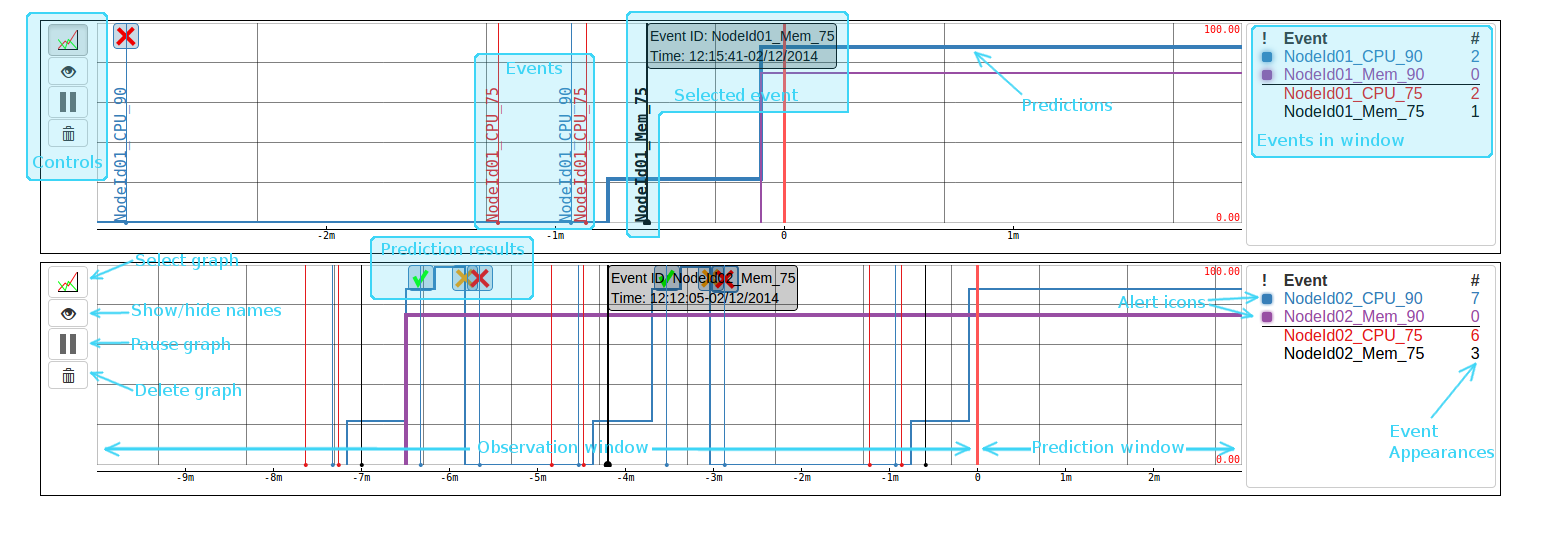 Event ID: NodeId01_Mem_75
Time: 12:15:41-02/12/2014
100.00
! Event #
NodeId01_CPU_90 2
NodeId01_Mem_90 0
NodeId01_CPU_75 2
NodeId01_Mem_75 1
Events in window
Events
Selected event
Predictions
Controls
NodeId01_CPU_90
NodeId01_CPU_75
NodeId01_CPU_90
NodeId01_CPU_75
NodeId01_Mem_75
0.00
-2m -1m 0 1m
Prediction results
Select graph
Show/hide names
Pause graph
Delete graph
Event ID: NodeId02_Mem_75
Time: 12:12:05-02/12/2014
100.00
! Event #
Alert icons
NodeId02_CPU_90 7
NodeId02_Mem_90 0
NodeId02_CPU_75 6
NodeId02_Mem_75 3
Event
Appearances
Observation window
Prediction window
0.00
-9m -8m -7m -6m -5m -4m -3m -2m -1m 0 1m 2m